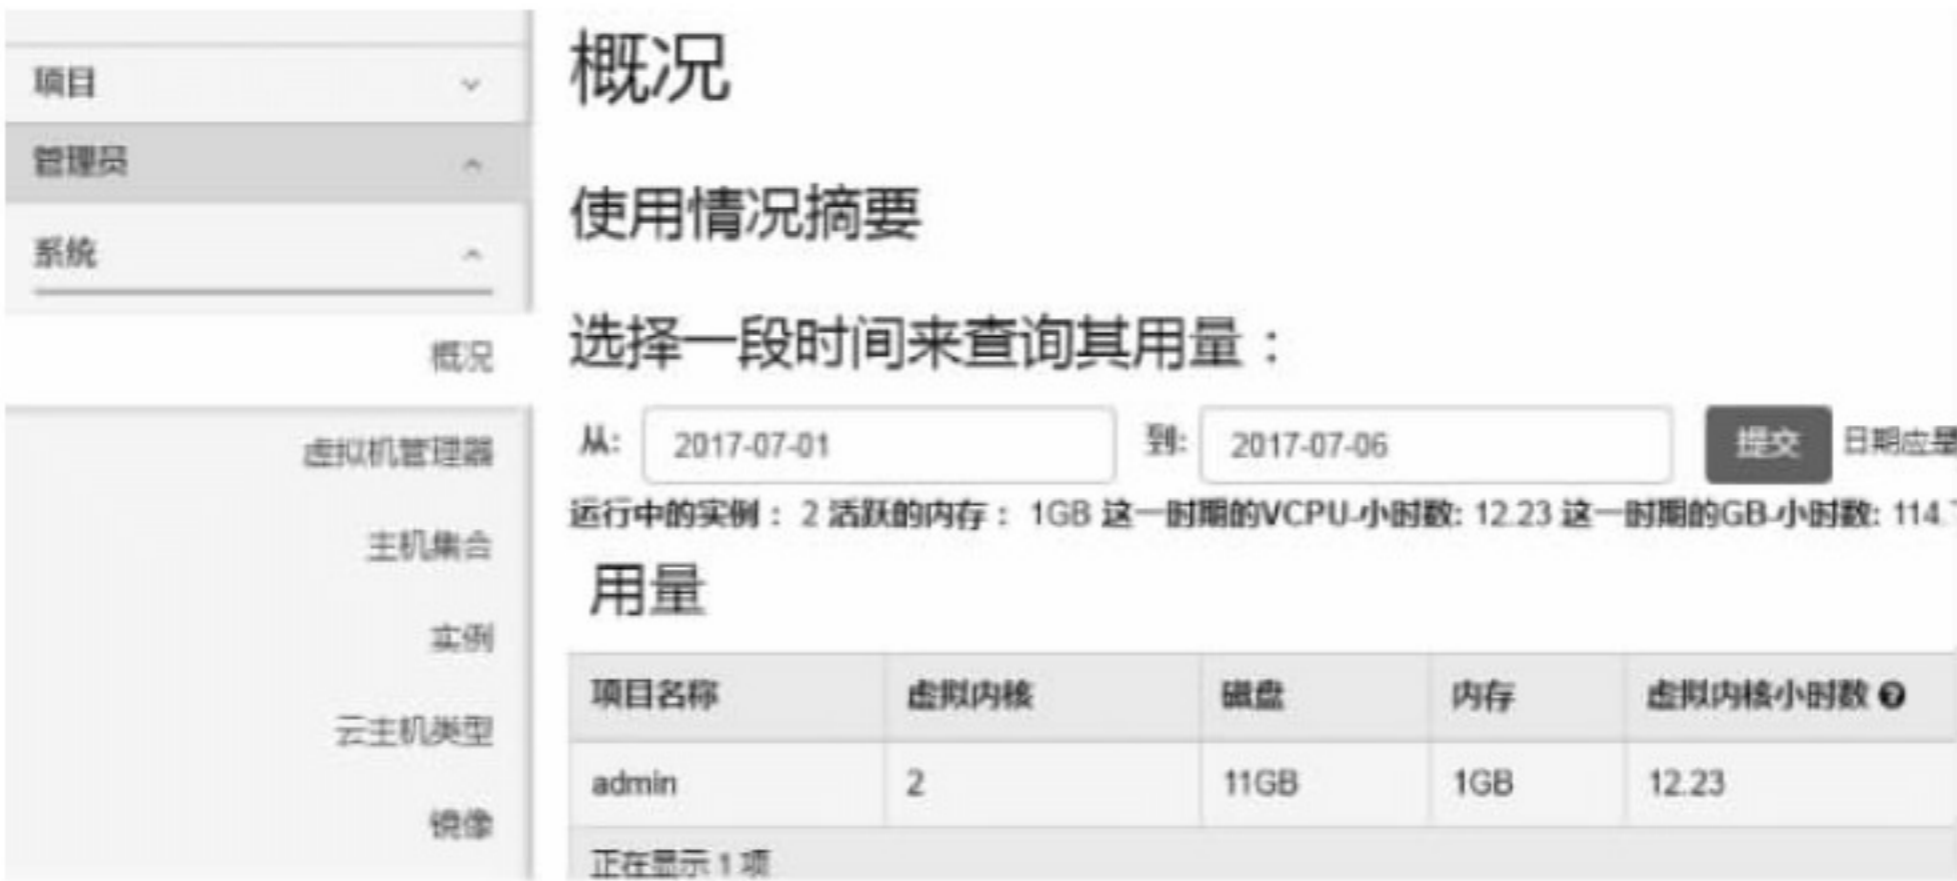 项目
管理员
系统
概况
虚拟机管理器
主机集合
实例
云主机类型
镜像
概况
使用情况摘要
选择一段时间来查询其用量：
从: 2017-07-01 到: 2017-07-06 提交 日期应是
运行中的实例： 2 活跃的内存： 1GB 这一时期的VCPU-小时数: 12.23 这一时期的GB-小时数: 114.
用量
项目名称 虚拟内核 磁盘 内存 虚拟内核小时数
admin 2 11GB 1GB 12.23
正在显示 1 项